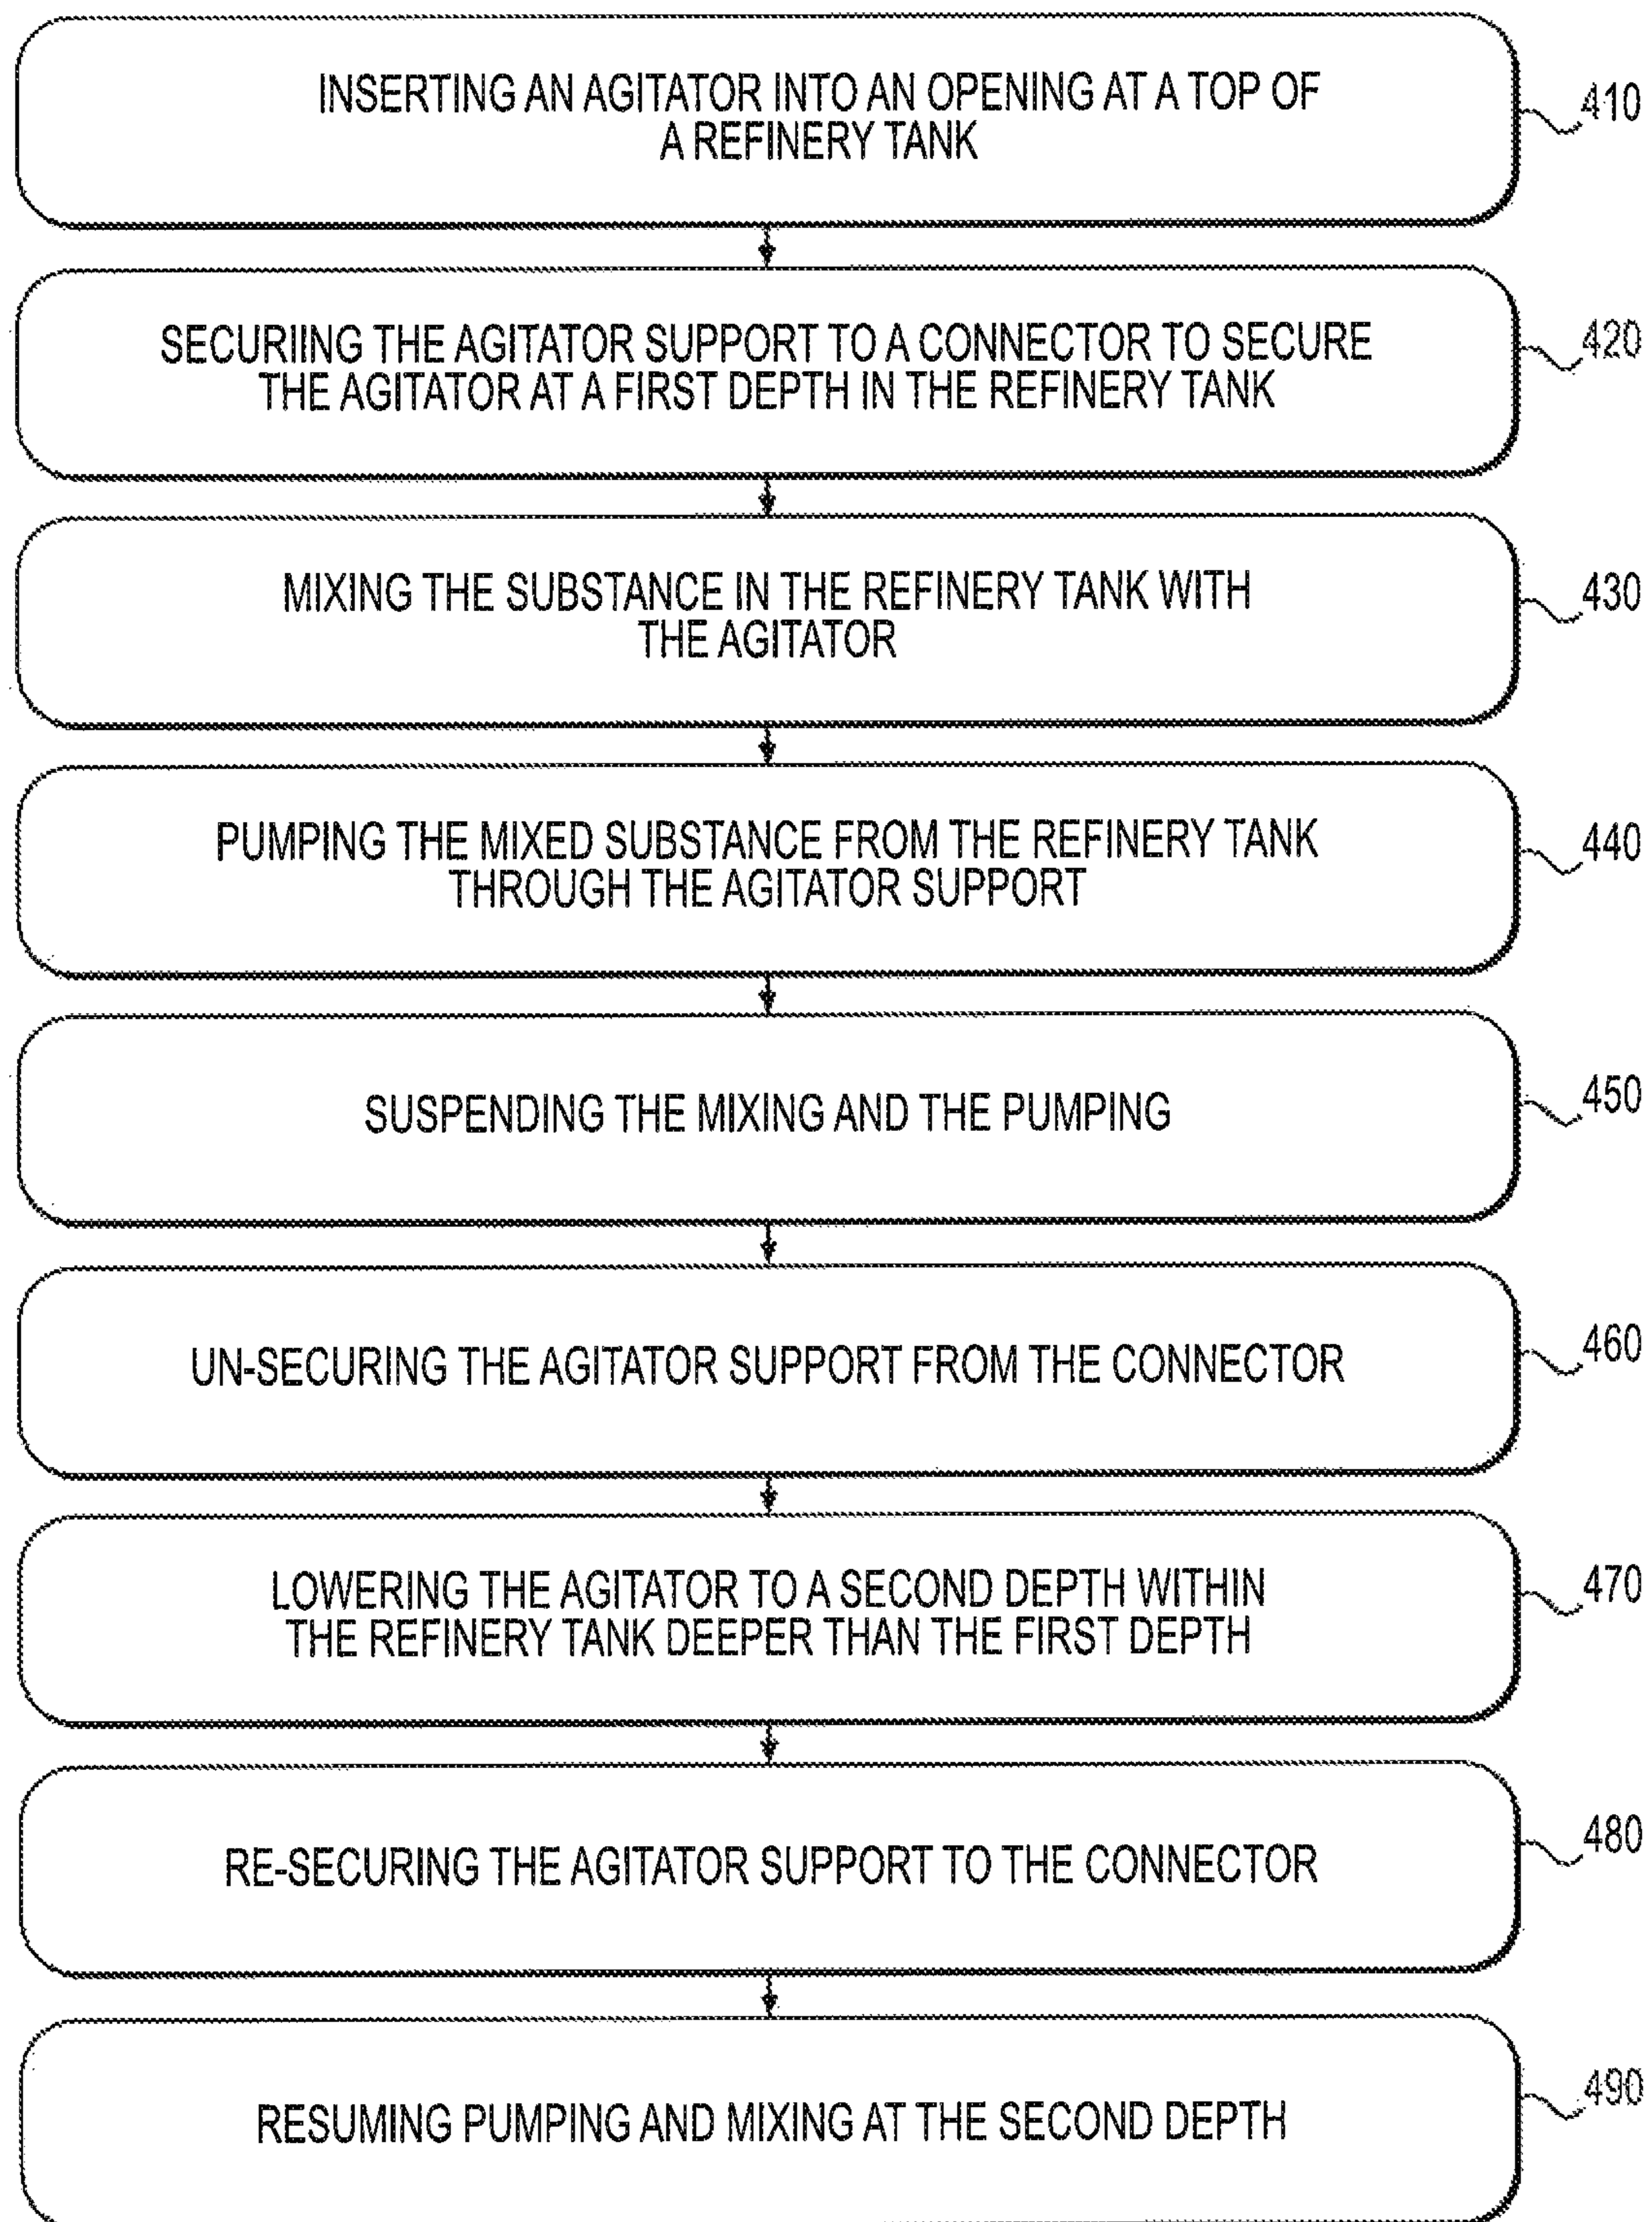 INSERTING AN AGITATOR INTO AN OPENING AT A TOP OF
A REFINERY TANK
410
SECURIING THE AGITATOR SUPPORT TO A CONNECTOR TO SECURE
THE AGITATOR AT A FIRST DEPTH IN THE REFINERY TANK
420
MIXING THE SUBSTANCE IN THE REFINERY TANK WITH
THE AGITATOR
430
PUMPING THE MIXED SUBSTANCE FROM THE REFINERY TANK
THROUGH THE AGITATOR SUPPORT
440
SUSPENDING THE MIXING AND THE PUMPING
450
UN-SECURING THE AGITATOR SUPPORT FROM THE CONNECTOR
460
LOWERING THE AGITATOR TO A SECOND DEPTH WITHIN
THE REFINERY TANK DEEPER THAN THE FIRST DEPTH
470
RE-SECURING THE AGITATOR SUPPORT TO THE CONNECTOR
480
RESUMING PUMPING AND MIXING AT THE SECOND DEPTH
490